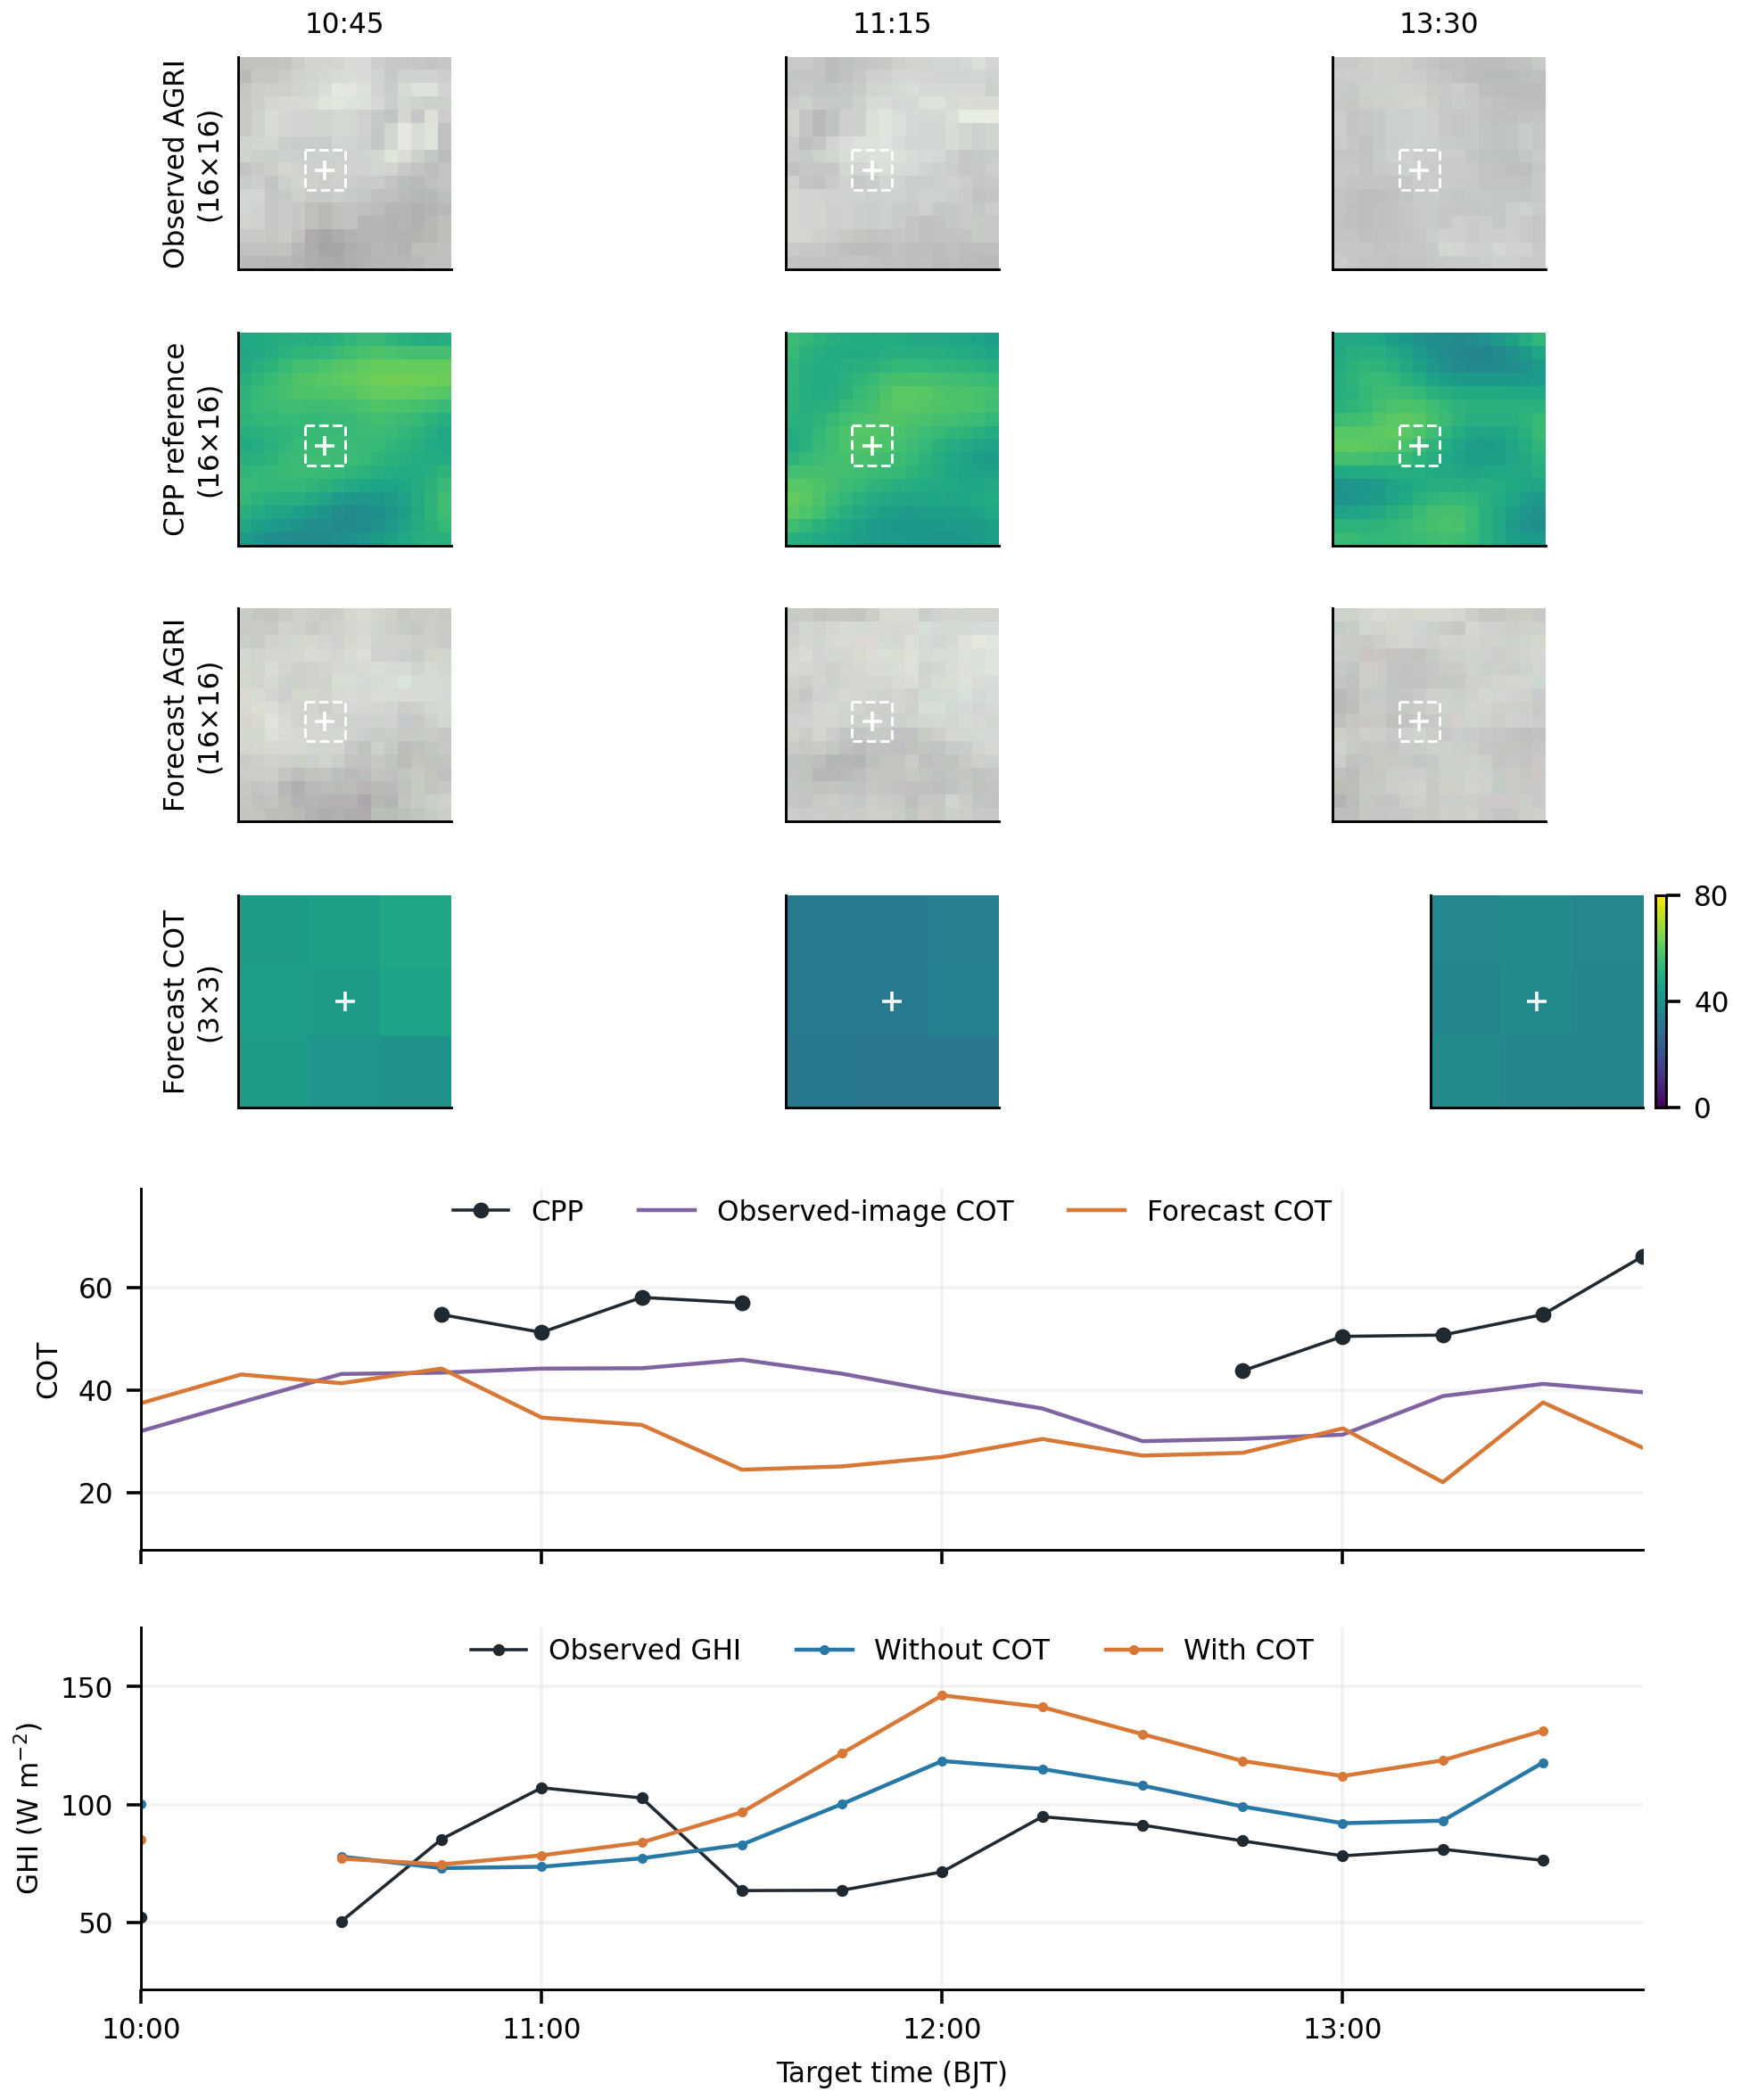 10:45 11:15 13:30
Observed AGRI
(16×16)
CPP reference
(16×16)
Forecast AGRI
(16×16)
Forecast COT
(3×3)
80
40
0
CPP Observed-image COT Forecast COT
COT
60
40
20
Observed GHI Without COT With COT
GHI (W m⁻²)
150
100
50
10:00 11:00 12:00 13:00
Target time (BJT)